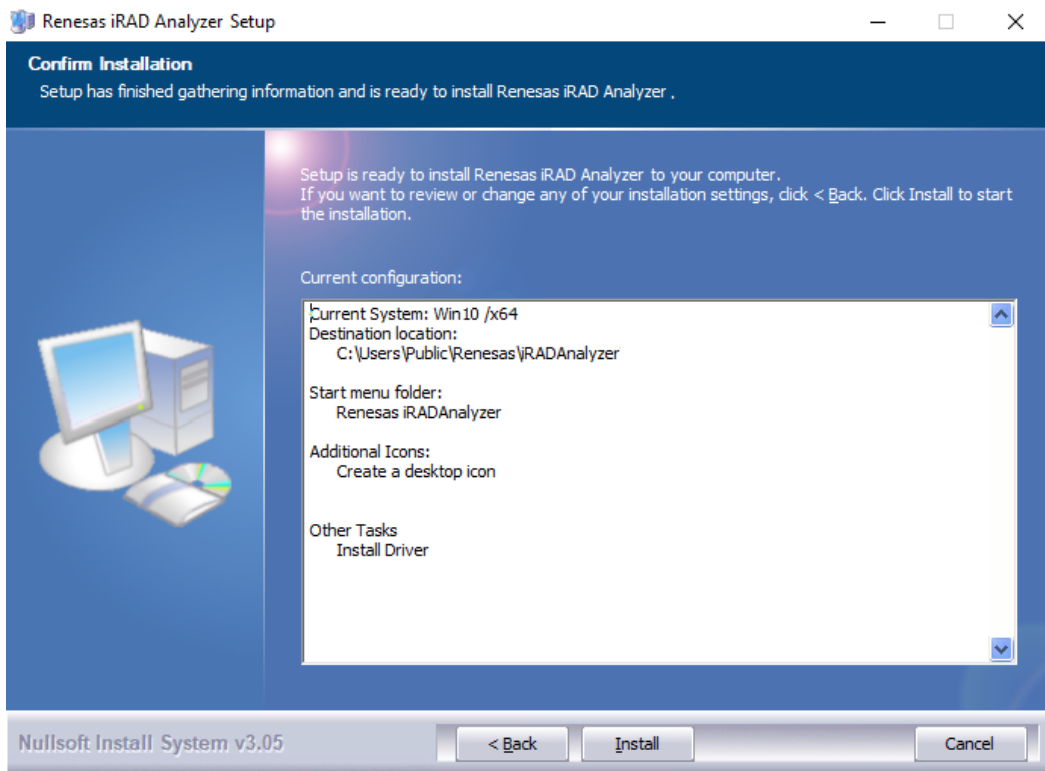 Renesas iRAD Analyzer Setup
Confirm Installation
Setup has finished gathering information and is ready to install Renesas iRAD Analyzer .
Setup is ready to install Renesas iRAD Analyzer to your computer.
If you want to review or change any of your installation settings, click < Back. Click Install to start
the installation.
Current configuration:
Current System: Win10 /x64
Destination location:
C:\Users\Public\Renesas\iRADAnalyzer
Start menu folder:
Renesas iRADAnalyzer
Additional Icons:
Create a desktop icon
Other Tasks
Install Driver
Nullsoft Install System v3.05
< Back
Install
Cancel